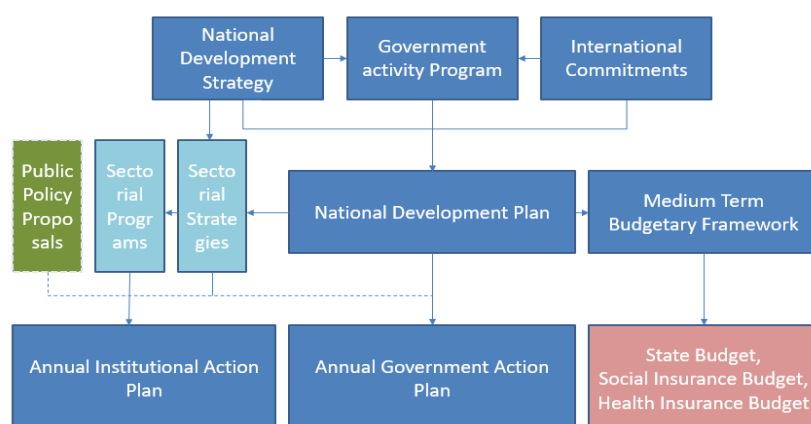 National
Development
Strategy
Government
activity Program
International
Commitments
Public
Policy
Propo
sals
Secto
rial
Progr
ams
Secto
rial
Strate
gies
National Development Plan
Medium Term
Budgetary Framework
Annual Institutional Action
Plan
Annual Government Action
Plan
State Budget,
Social Insurance Budget,
Health Insurance Budget